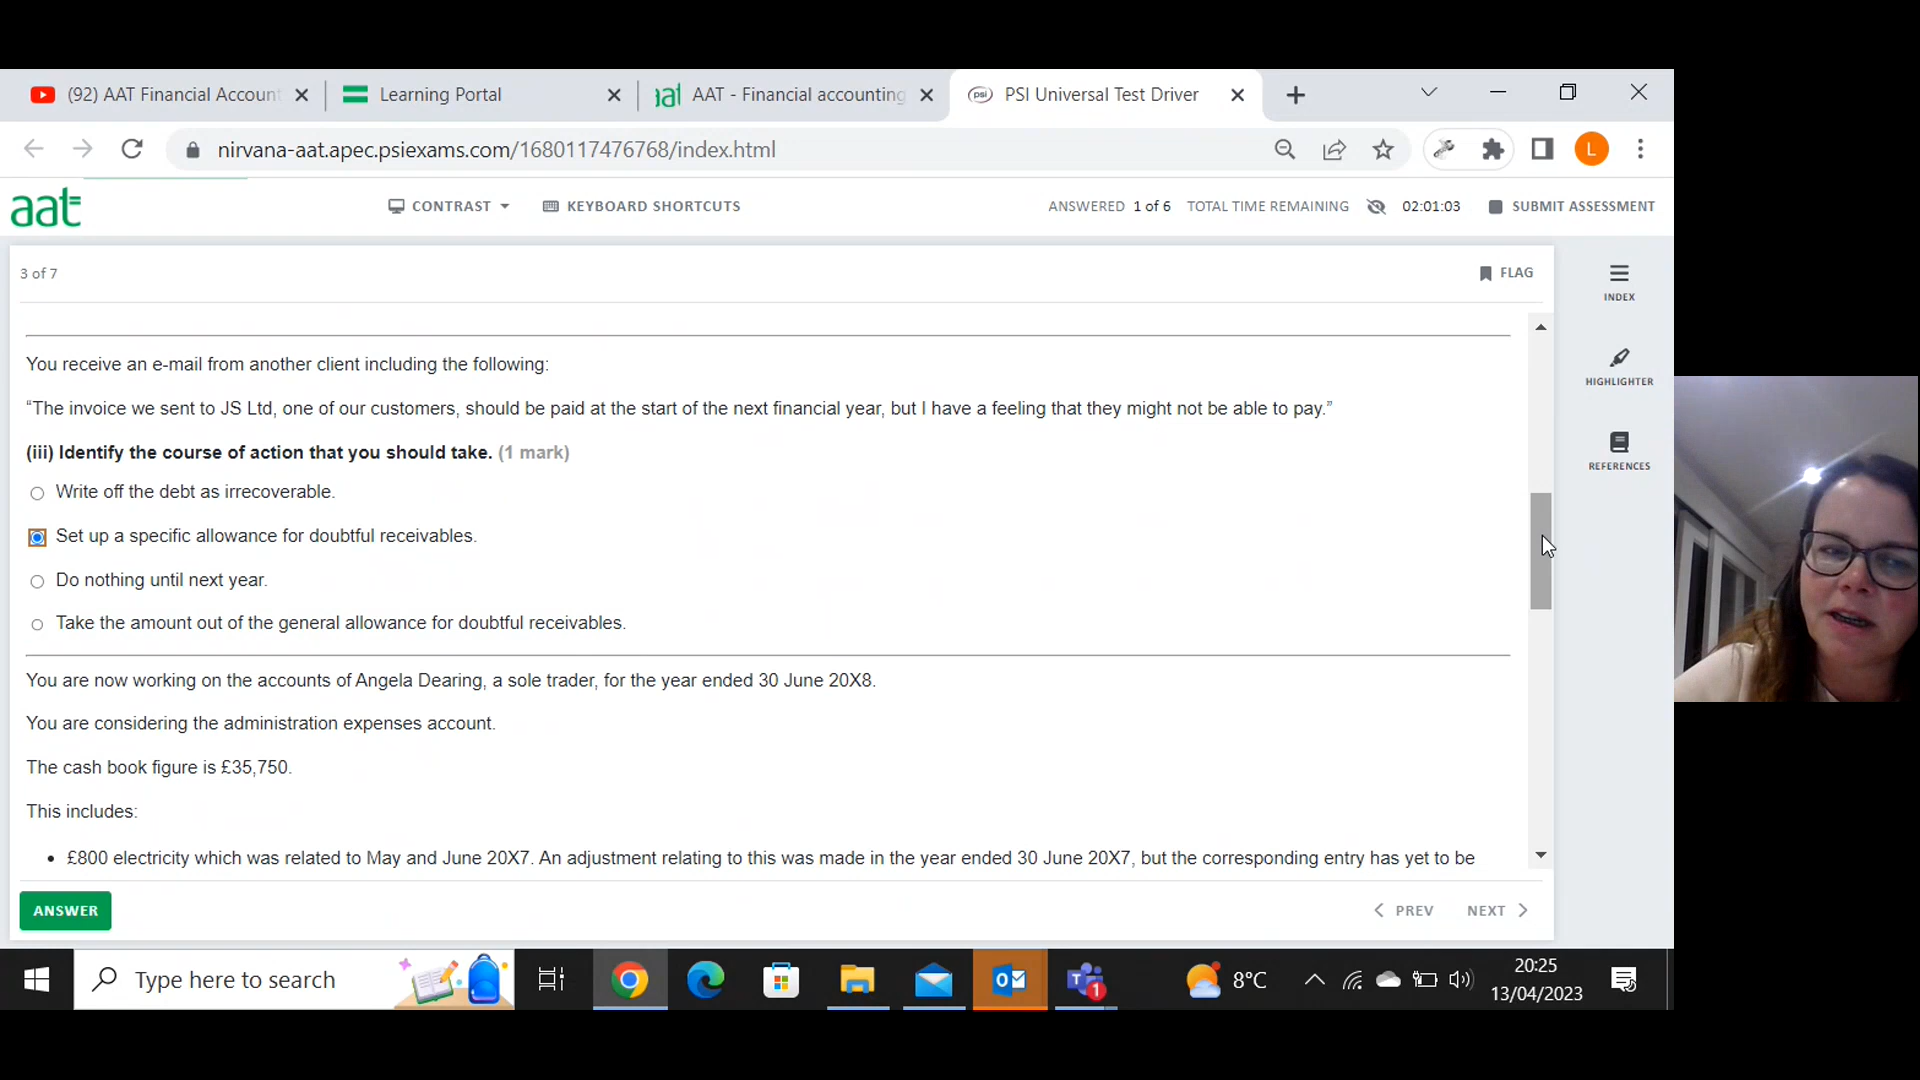 (92) AAT Financial Account
Learning Portal
aat AAT - Financial accounting
psi PSI Universal Test Driver
nirvana-aat.apec.psiexams.com/1680117476768/index.html
L
aat
CONTRAST
KEYBOARD SHORTCUTS
ANSWERED 1 of 6 TOTAL TIME REMAINING 02:01:03
SUBMIT ASSESSMENT
3 of 7
FLAG
INDEX
HIGHLIGHTER
REFERENCES
You receive an e-mail from another client including the following:
“The invoice we sent to JS Ltd, one of our customers, should be paid at the start of the next financial year, but I have a feeling that they might not be able to pay.”
(iii) Identify the course of action that you should take. (1 mark)
Write off the debt as irrecoverable.
Set up a specific allowance for doubtful receivables.
Do nothing until next year.
Take the amount out of the general allowance for doubtful receivables.
You are now working on the accounts of Angela Dearing, a sole trader, for the year ended 30 June 20X8.
You are considering the administration expenses account.
The cash book figure is £35,750.
This includes:
• £800 electricity which was related to May and June 20X7. An adjustment relating to this was made in the year ended 30 June 20X7, but the corresponding entry has yet to be
ANSWER
PREV
NEXT
Type here to search
T
1
8°C
20:25
13/04/2023